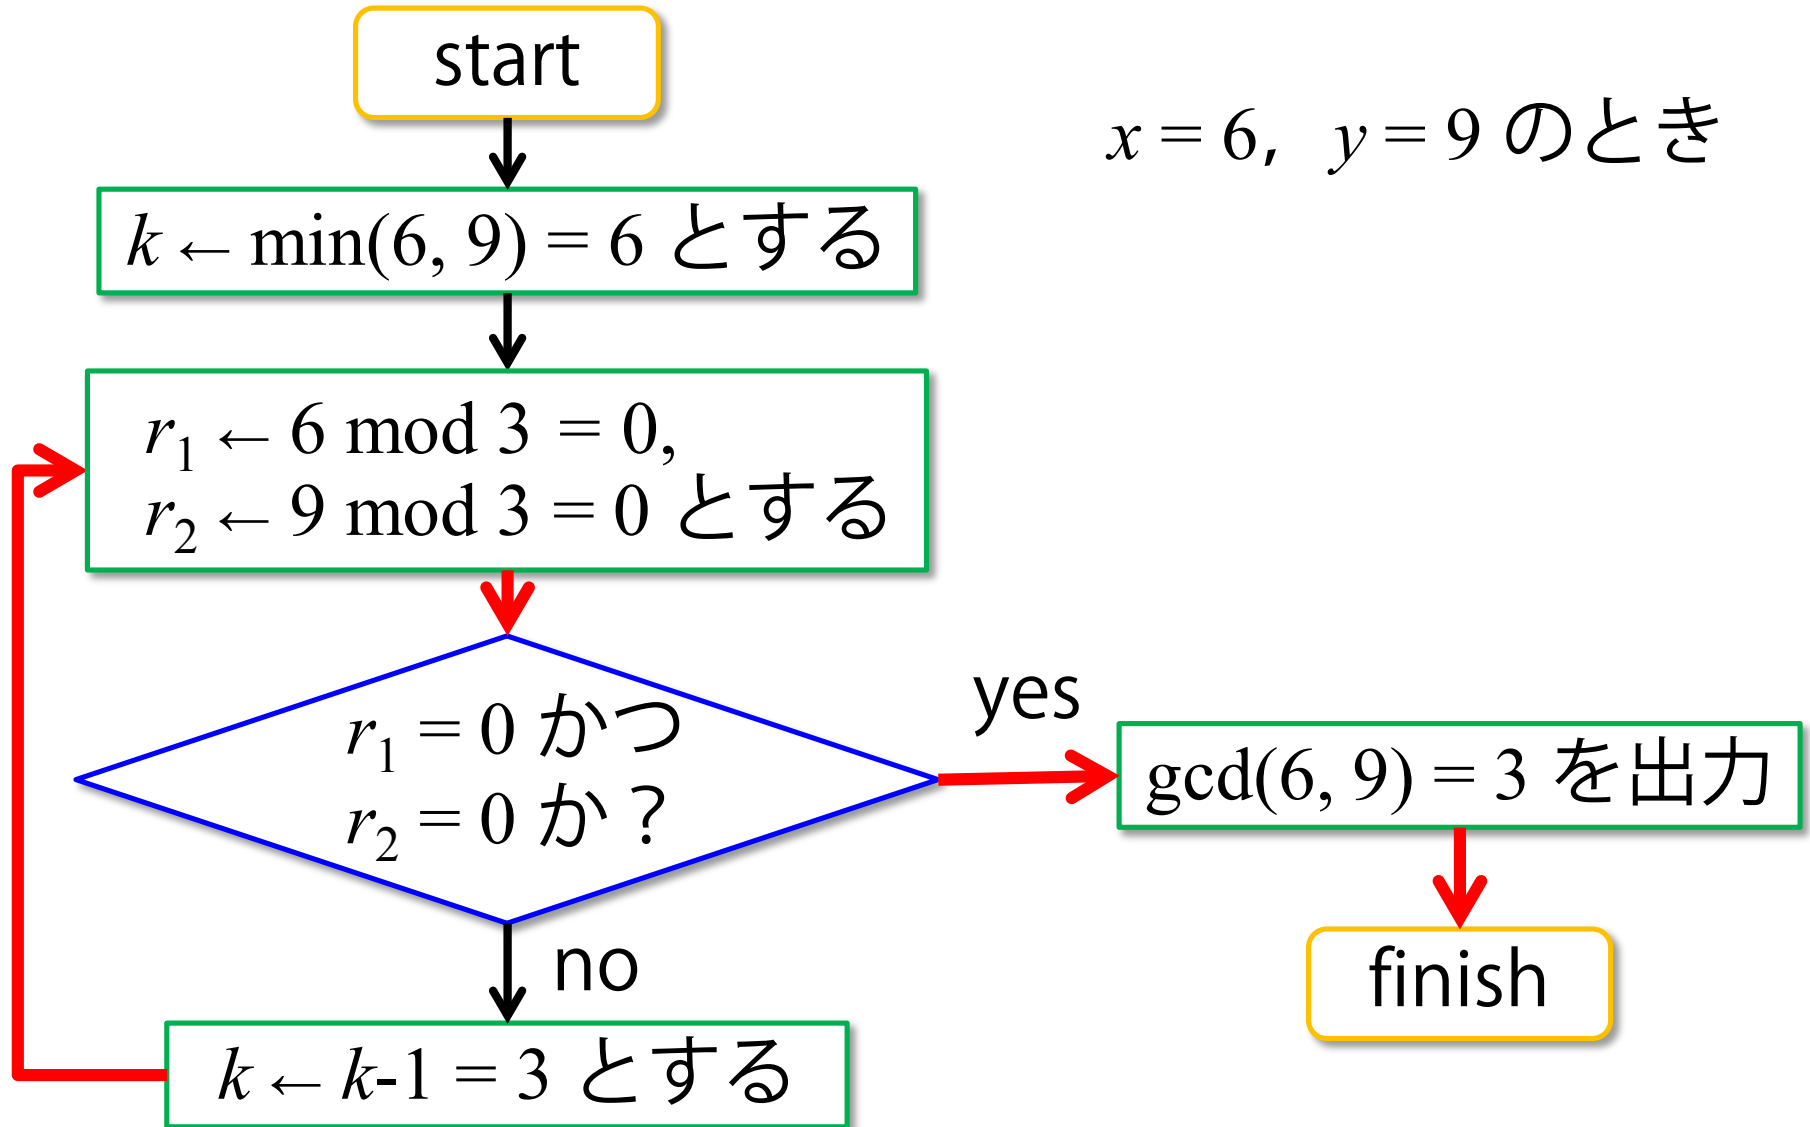 start
x = 6, y = 9 のとき
k ← min(6, 9) = 6 とする
r₁ ← 6 mod 3 = 0,
r₂ ← 9 mod 3 = 0 とする
r₁ = 0 かつ
r₂ = 0 か？
yes
gcd(6, 9) = 3 を出力
no
finish
k ← k-1 = 3 とする